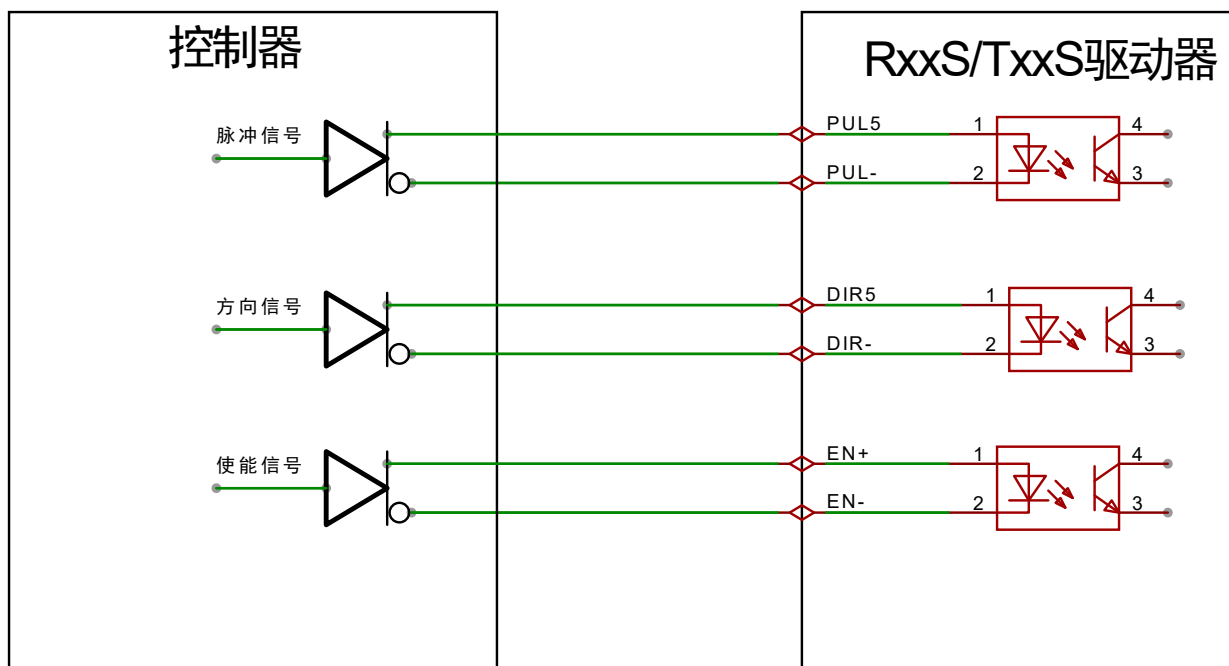 控制器
RxxS/TxxS驱动器
脉冲信号
PUL5
1
4
PUL-
2
3
方向信号
DIR5
1
4
DIR-
2
3
使能信号
EN+
1
4
EN-
2
3